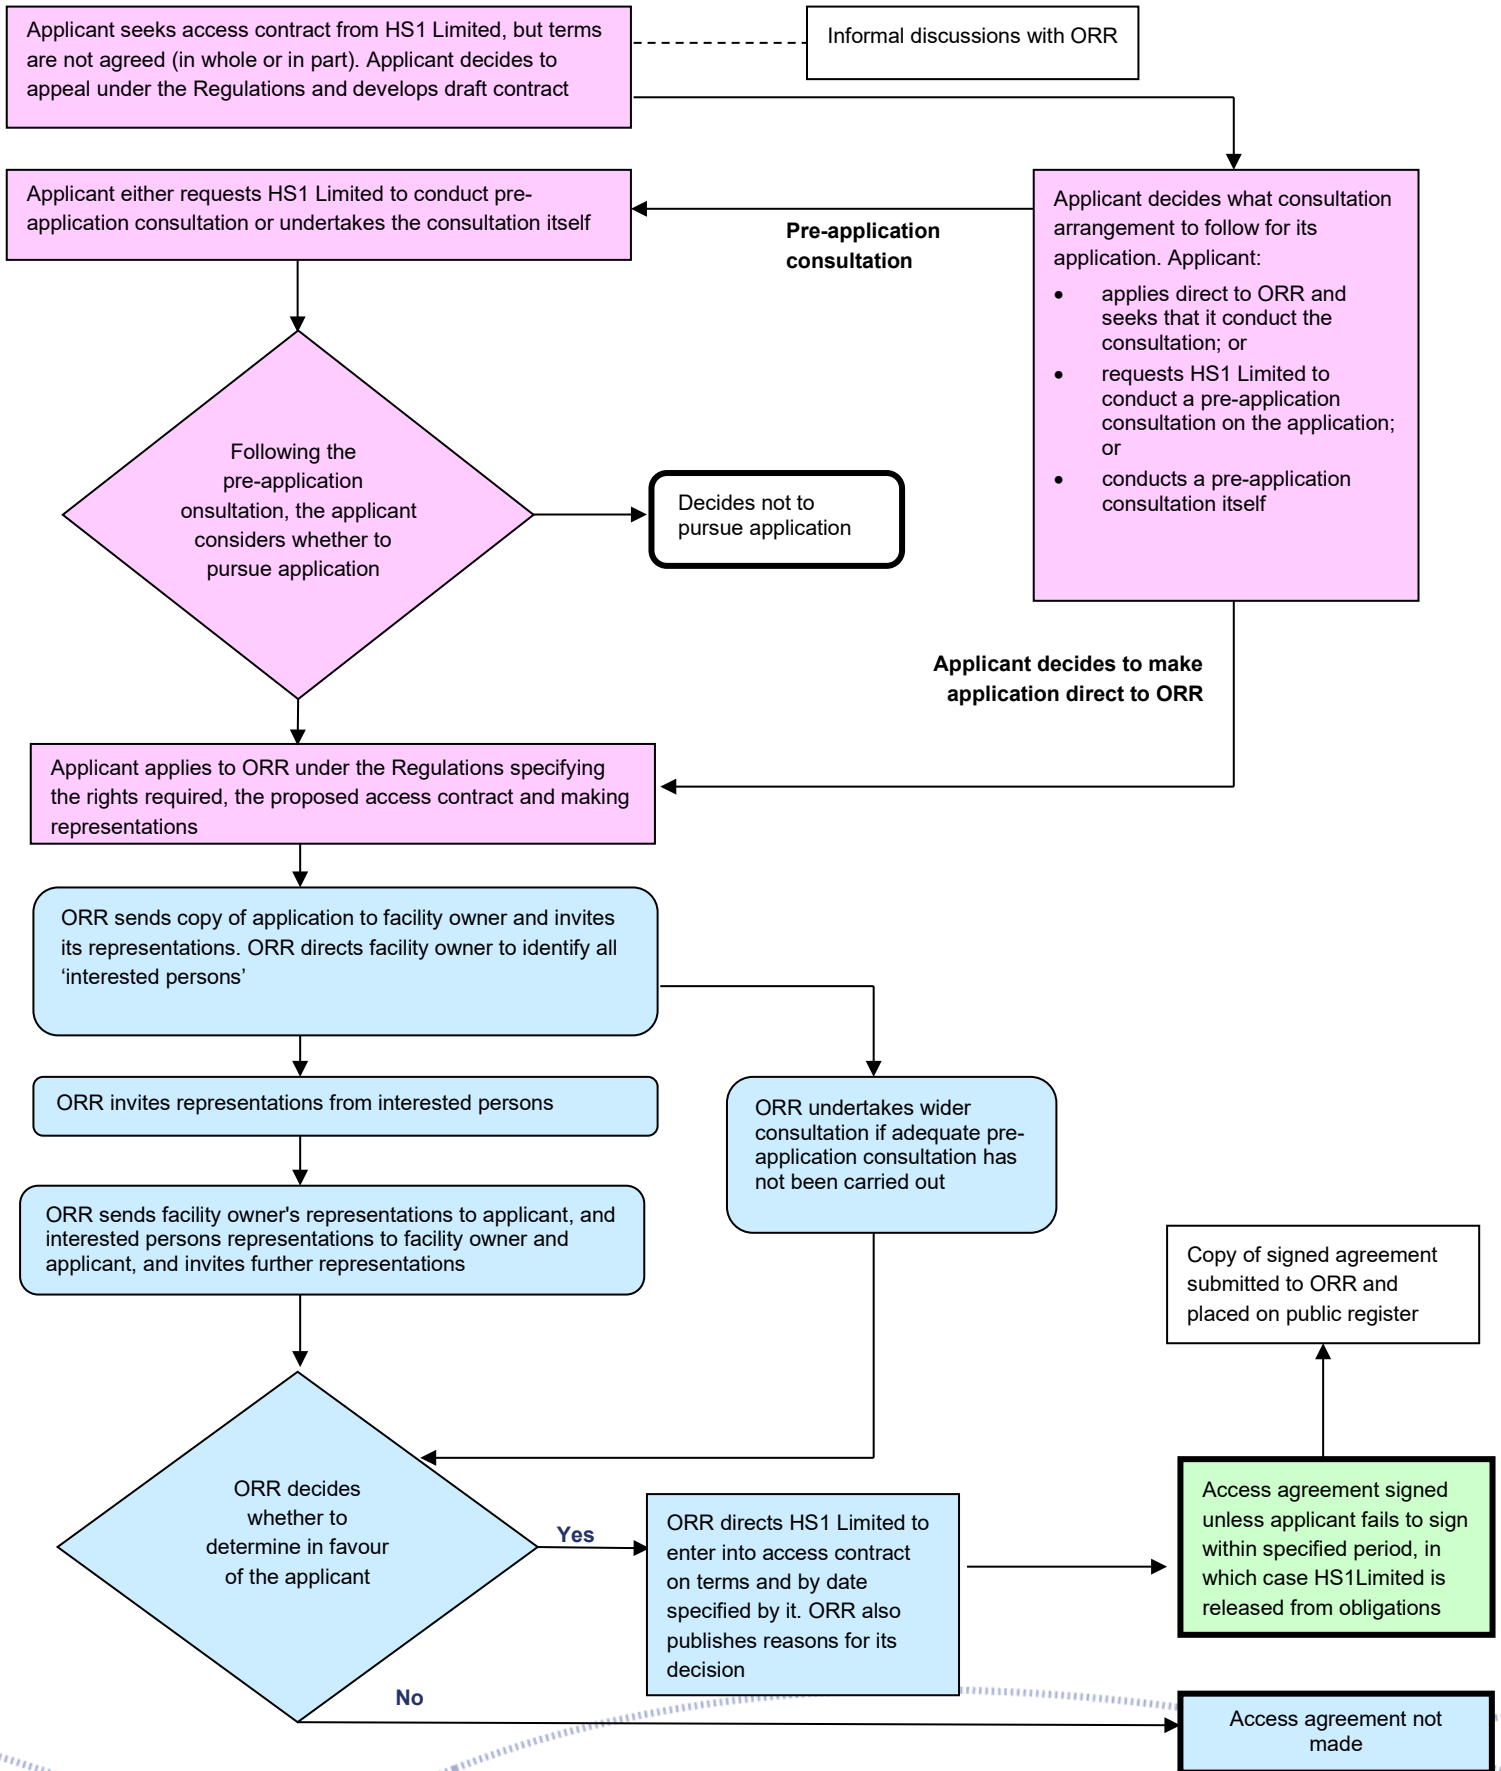 Applicant seeks access contract from HS1 Limited, but terms
are not agreed (in whole or in part). Applicant decides to
appeal under the Regulations and develops draft contract
Informal discussions with ORR
Applicant either requests HS1 Limited to conduct pre-
application consultation or undertakes the consultation itself
Pre-application
consultation
Applicant decides what consultation
arrangement to follow for its
application. Applicant:
• applies direct to ORR and
seeks that it conduct the
consultation; or
• requests HS1 Limited to
conduct a pre-application
consultation on the application;
or
• conducts a pre-application
consultation itself
Following the
pre-application
onsultation, the applicant
considers whether to
pursue application
Decides not to
pursue application
Applicant decides to make
application direct to ORR
Applicant applies to ORR under the Regulations specifying
the rights required, the proposed access contract and making
representations
ORR sends copy of application to facility owner and invites
its representations. ORR directs facility owner to identify all
‘interested persons’
ORR invites representations from interested persons
ORR undertakes wider
consultation if adequate pre-
application consultation has
not been carried out
ORR sends facility owner's representations to applicant, and
interested persons representations to facility owner and
applicant, and invites further representations
Copy of signed agreement
submitted to ORR and
placed on public register
ORR decides
whether to
determine in favour
of the applicant
Yes
ORR directs HS1 Limited to
enter into access contract
on terms and by date
specified by it. ORR also
publishes reasons for its
decision
Access agreement signed
unless applicant fails to sign
within specified period, in
which case HS1Limited is
released from obligations
No
Access agreement not
made